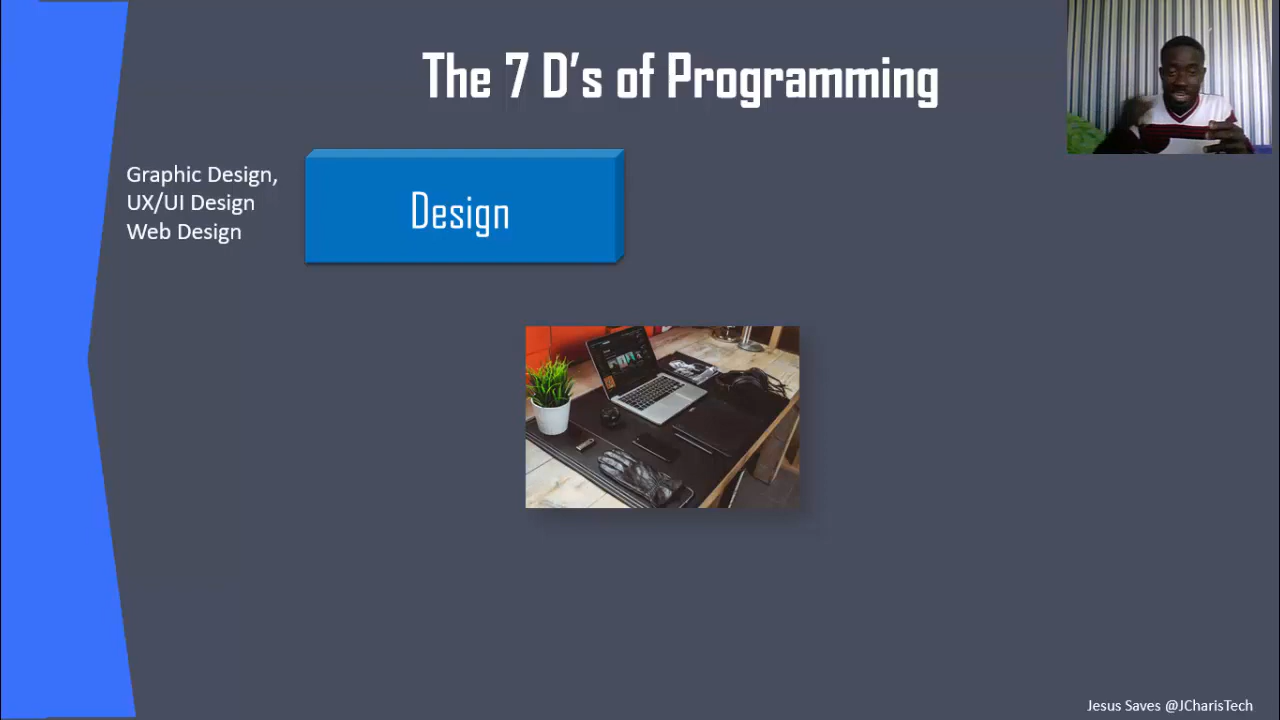 The 7 D's of Programming
Graphic Design,
UX/UI Design
Web Design
Design
Jesus Saves @JCharisTech